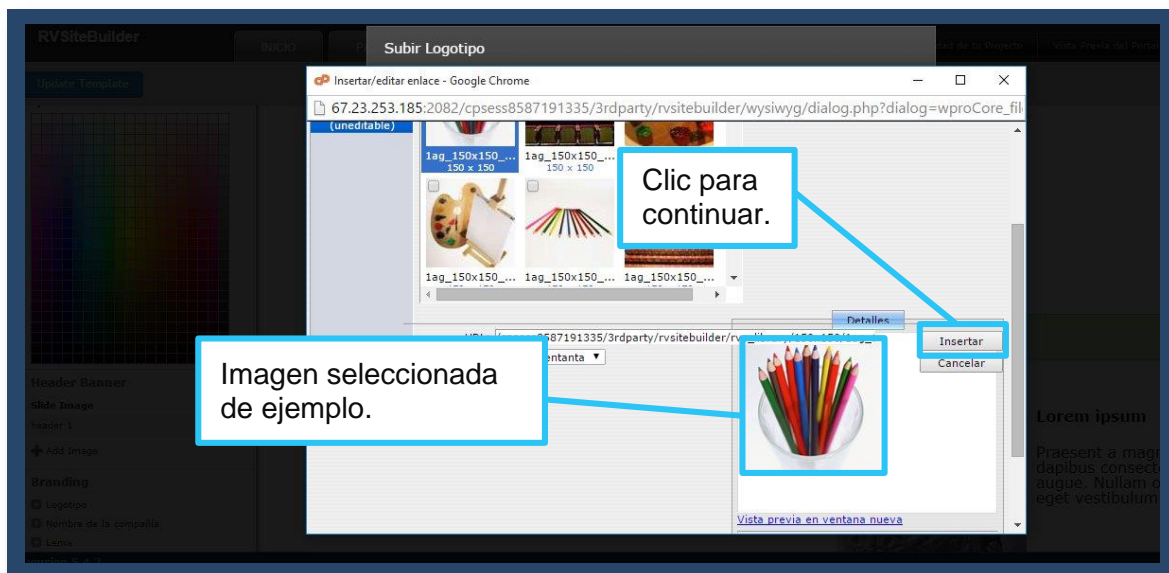 RVSiteBuilder
INICIO
Subir Logotipo
Vista Previa del Portal
Update Template
Insertar/editar enlace - Google Chrome
67.23.253.185:2082/cpsess8587191335/3rdparty/rvsitebuilder/wysiwyg/dialog.php?dialog=wproCore_fil
(uneditable)
1ag_150x150_...
1ag_150x150_...
150 x 150
150 x 150
Clic para
continuar.
1ag_150x150_...
1ag_150x150_...
1ag_150x150_...
Detalles
587191335/3rdparty/rvsitebuilder/
Insertar
Cancelar
Imagen seleccionada
de ejemplo.
Header Banner
Slide Image
header 1
Add Image
Branding
Logotipo
Nombre de la compañía
Lema
Lorem ipsum
Praesent a magn
dapibus consect
augue. Nullam o
eget vestibulum
Vista previa en ventana nueva